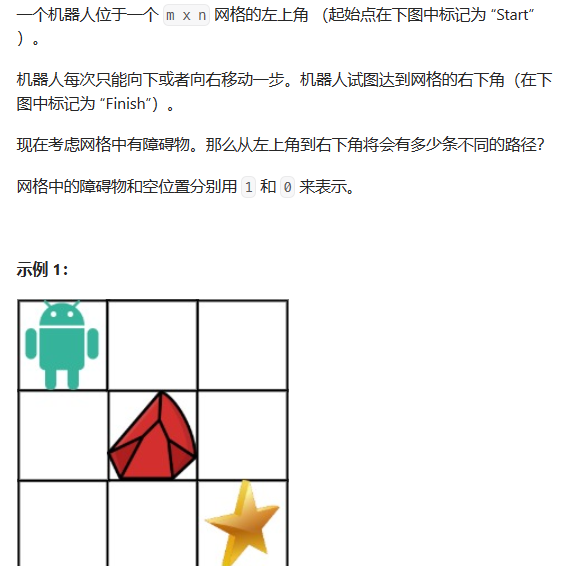 一个机器人位于一个 m x n 网格的左上角 （起始点在下图中标记为 “Start”
）。
机器人每次只能向下或者向右移动一步。机器人试图达到网格的右下角（在下
图中标记为 “Finish”）。
现在考虑网格中有障碍物。那么从左上角到右下角将会有多少条不同的路径？
网格中的障碍物和空位置分别用 1 和 0 来表示。
示例 1：